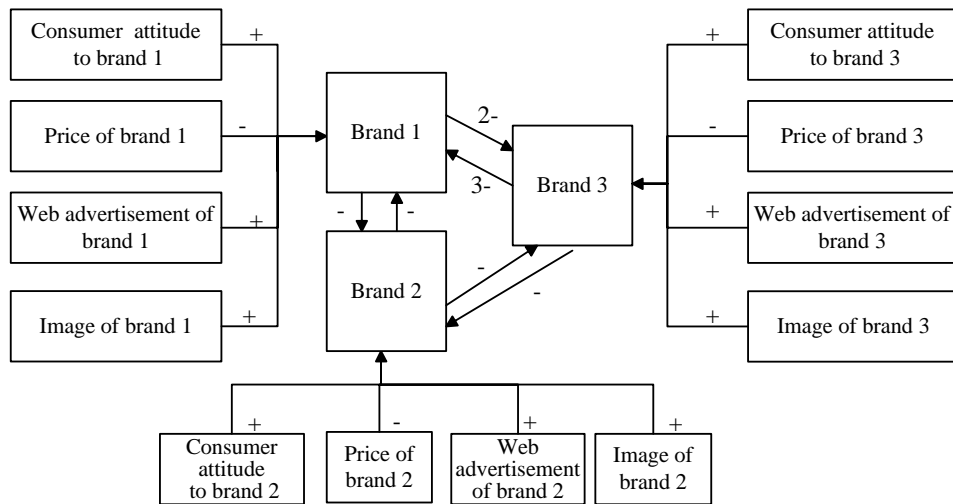 Consumer attitude
to brand 1
+
Price of brand 1
-
Web advertisement of
brand 1
+
Image of brand 1
+
Brand 1
2-
3-
Brand 3
-
-
Brand 2
-
-
+
Consumer attitude
to brand 3
-
Price of brand 3
+
Web advertisement of
brand 3
+
Image of brand 3
+
-
+
+
Consumer
attitude
to brand 2
Price of
brand 2
Web
advertisement
of brand 2
Image of
brand 2